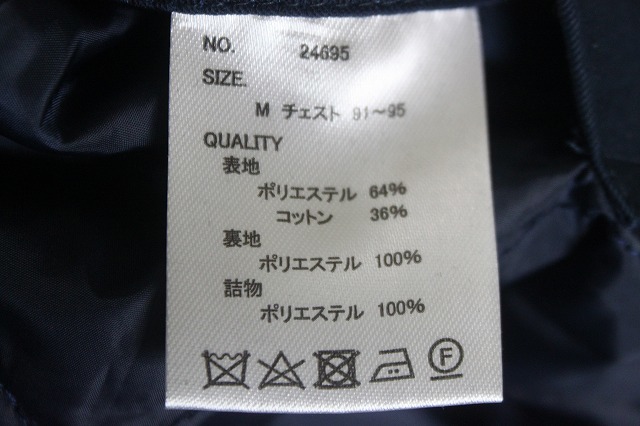 NO. 24695
SIZE.
M チェスト 91～95
QUALITY
表地
ポリエステル 64%
コットン 36%
裏地
ポリエステル 100%
詰物
ポリエステル 100%
F